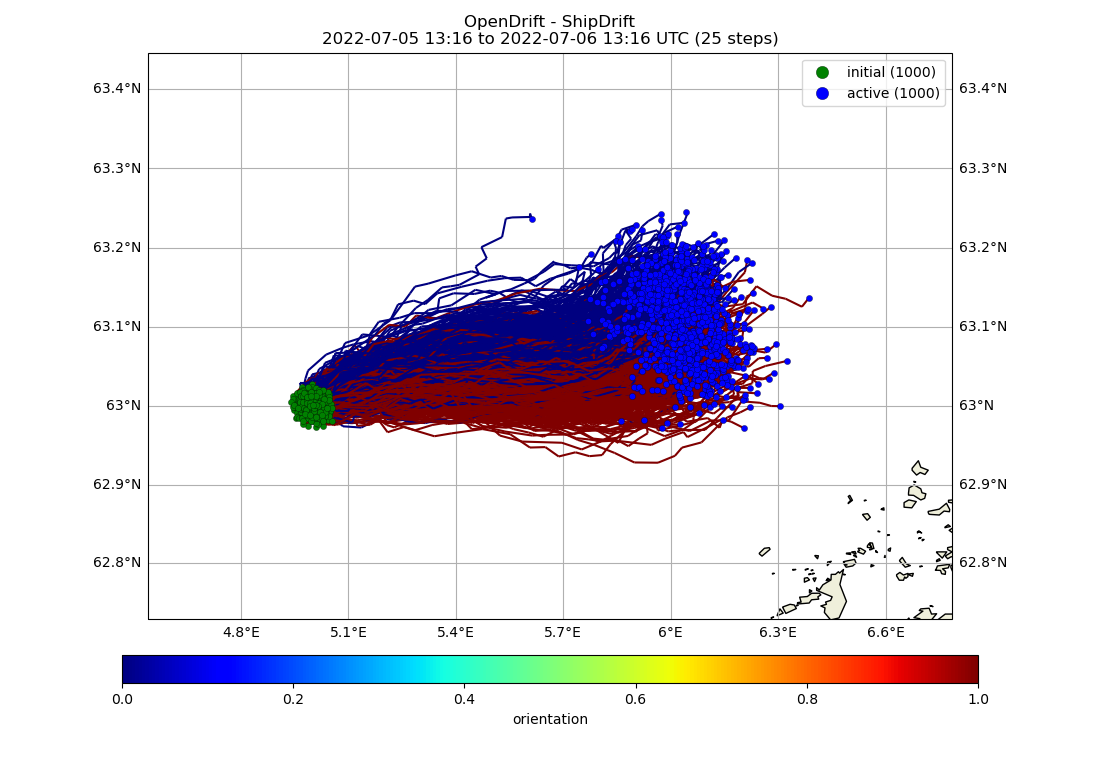 OpenDrift - ShipDrift
2022-07-05 13:16 to 2022-07-06 13:16 UTC (25 steps)
initial (1000)
active (1000)
63.4°N 63.4°N
63.3°N 63.3°N
63.2°N 63.2°N
63.1°N 63.1°N
63°N 63°N
62.9°N 62.9°N
62.8°N 62.8°N
4.8°E 5.1°E 5.4°E 5.7°E 6°E 6.3°E 6.6°E
0.0 0.2 0.4 0.6 0.8 1.0
orientation